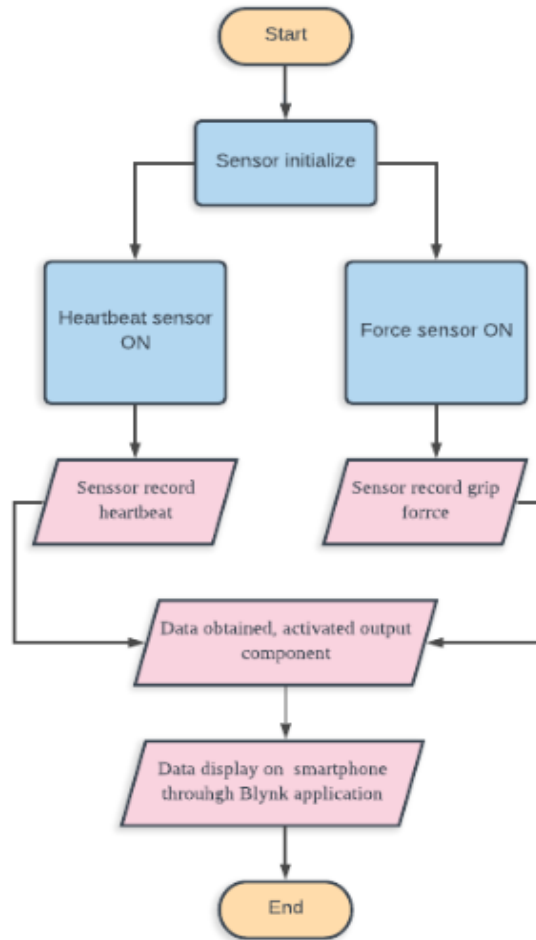 Start
Sensor initialize
Heartbeat sensor
ON
Force sensor ON
Senssor record
heartbeat
Sensor record grip
forrce
Data obtained, activated output
component
Data display on smartphone
throuhgh Blynk application
End